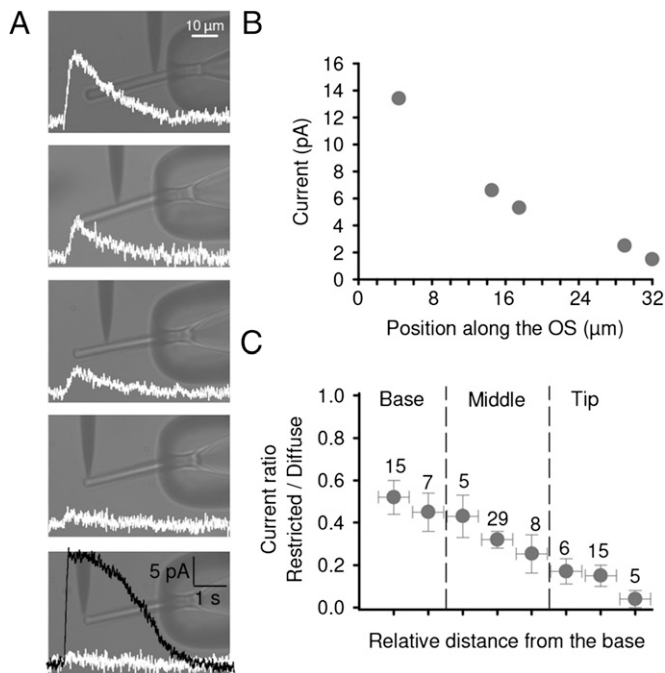 A
10 µm
5 pA
1 s
B
16
14
12
10
8
6
4
2
0
Current (pA)
0 8 16 24 32
Position along the OS (µm)
C
Base Middle Tip
1.0
0.8
0.6
0.4
0.2
0.0
Current ratio
Restricted / Diffuse
15 7 5 29 8 6 15 5
Relative distance from the base